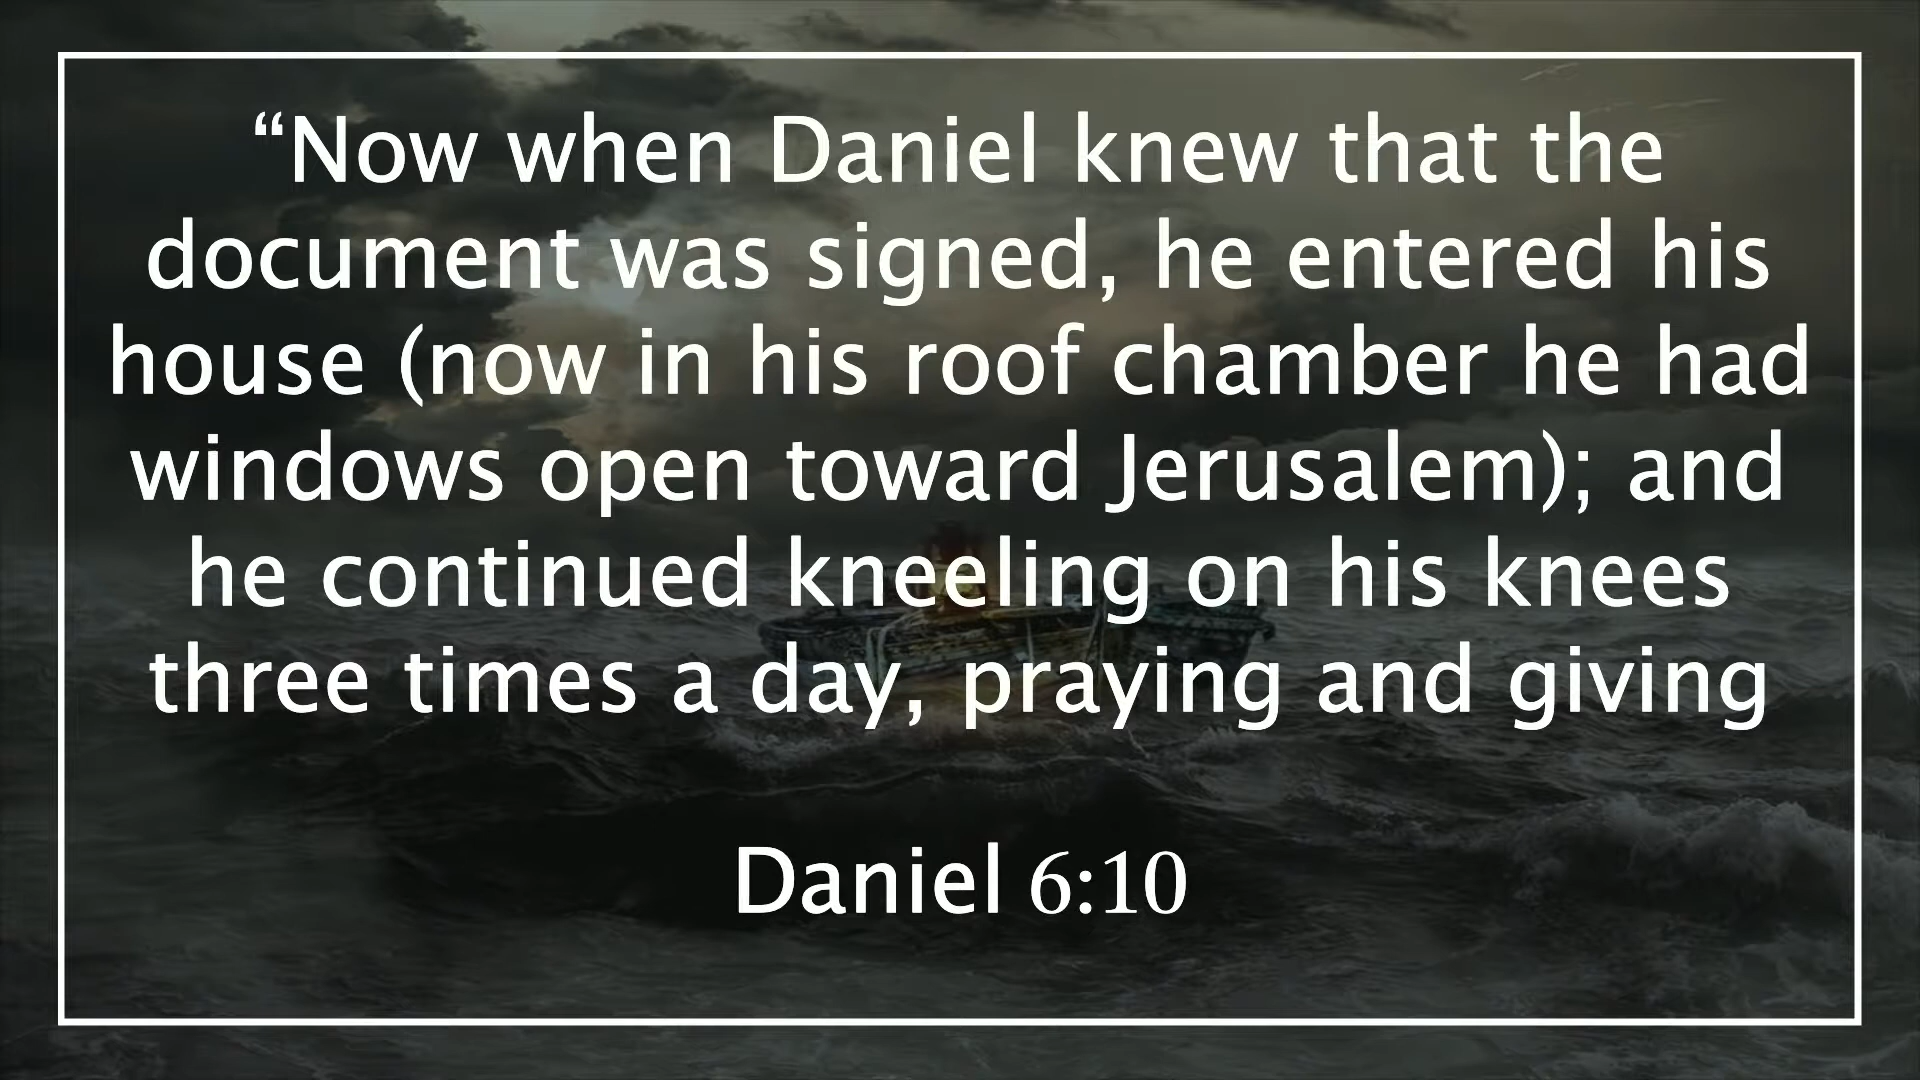 “Now when Daniel knew that the
document was signed, he entered his
house (now in his roof chamber he had
windows open toward Jerusalem); and
he continued kneeling on his knees
three times a day, praying and giving
Daniel 6:10